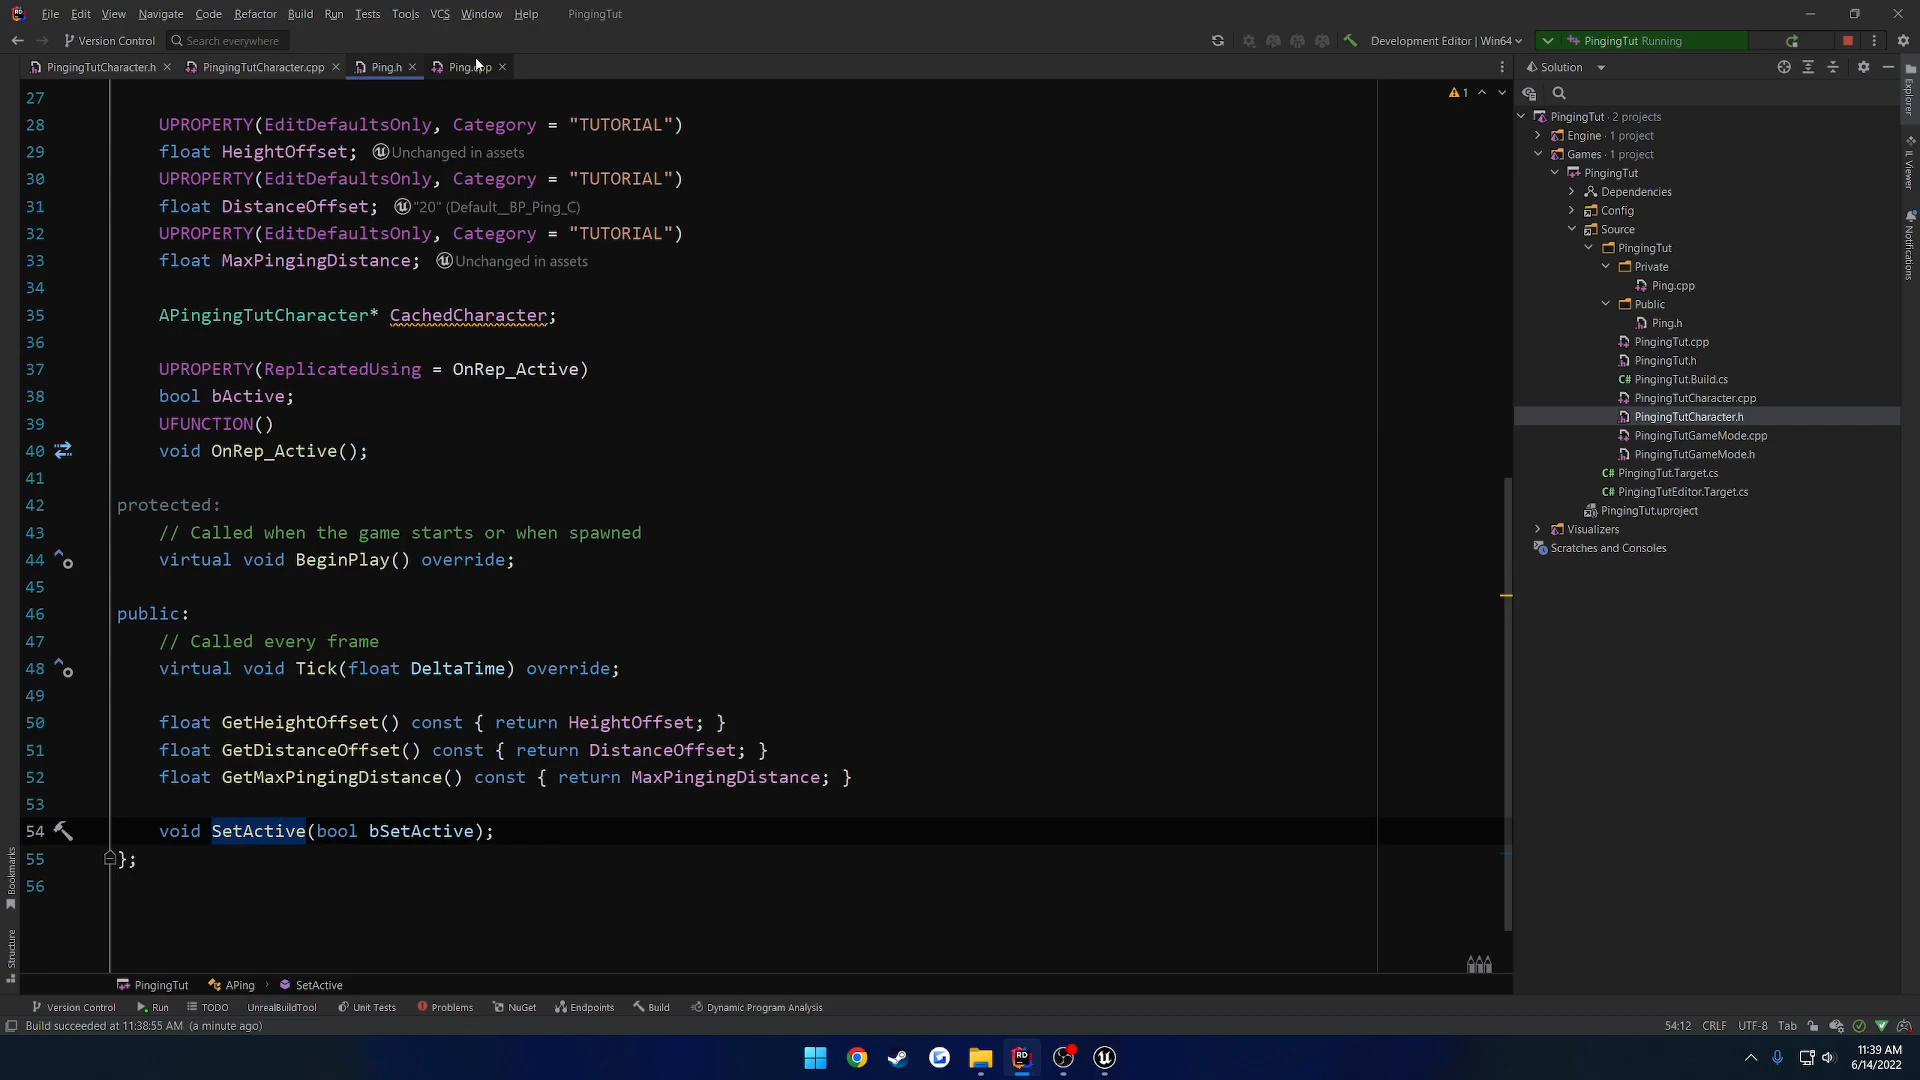 File Edit View Navigate Code Refactor Build Run Tests Tools VCS Window Help PingingTut
Version Control Search everywhere Development Editor | Win64 PingingTut Running
PingingTutCharacter.h PingingTutCharacter.cpp Ping.h Ping.cpp
27
28 UPROPERTY(EditDefaultsOnly, Category = "TUTORIAL")
29 float HeightOffset; Unchanged in assets
30 UPROPERTY(EditDefaultsOnly, Category = "TUTORIAL")
31 float DistanceOffset; "20" (Default__BP_Ping_C)
32 UPROPERTY(EditDefaultsOnly, Category = "TUTORIAL")
33 float MaxPingingDistance; Unchanged in assets
34
35 APingingTutCharacter* CachedCharacter;
36
37 UPROPERTY(ReplicatedUsing = OnRep_Active)
38 bool bActive;
39 UFUNCTION()
40 void OnRep_Active();
41
42 protected:
43 // Called when the game starts or when spawned
44 virtual void BeginPlay() override;
45
46 public:
47 // Called every frame
48 virtual void Tick(float DeltaTime) override;
49
50 float GetHeightOffset() const { return HeightOffset; }
51 float GetDistanceOffset() const { return DistanceOffset; }
52 float GetMaxPingingDistance() const { return MaxPingingDistance; }
53
54 void SetActive(bool bSetActive);
55 };
56
1
Solution
PingingTut · 2 projects
Engine · 1 project
Games · 1 project
PingingTut
Dependencies
Config
Source
PingingTut
Private
Ping.cpp
Public
Ping.h
PingingTut.cpp
PingingTut.h
C# PingingTut.Build.cs
PingingTutCharacter.cpp
PingingTutCharacter.h
PingingTutGameMode.cpp
PingingTutGameMode.h
C# PingingTut.Target.cs
C# PingingTutEditor.Target.cs
PingingTut.uproject
Visualizers
Scratches and Consoles
Explorer
IL Viewer
Notifications
Bookmarks
Structure
PingingTut APing SetActive
Version Control Run TODO UnrealBuildTool Unit Tests Problems NuGet Endpoints Build Dynamic Program Analysis
Build succeeded at 11:38:55 AM (a minute ago) 54:12 CRLF UTF-8 Tab
RD
11:39 AM
6/14/2022